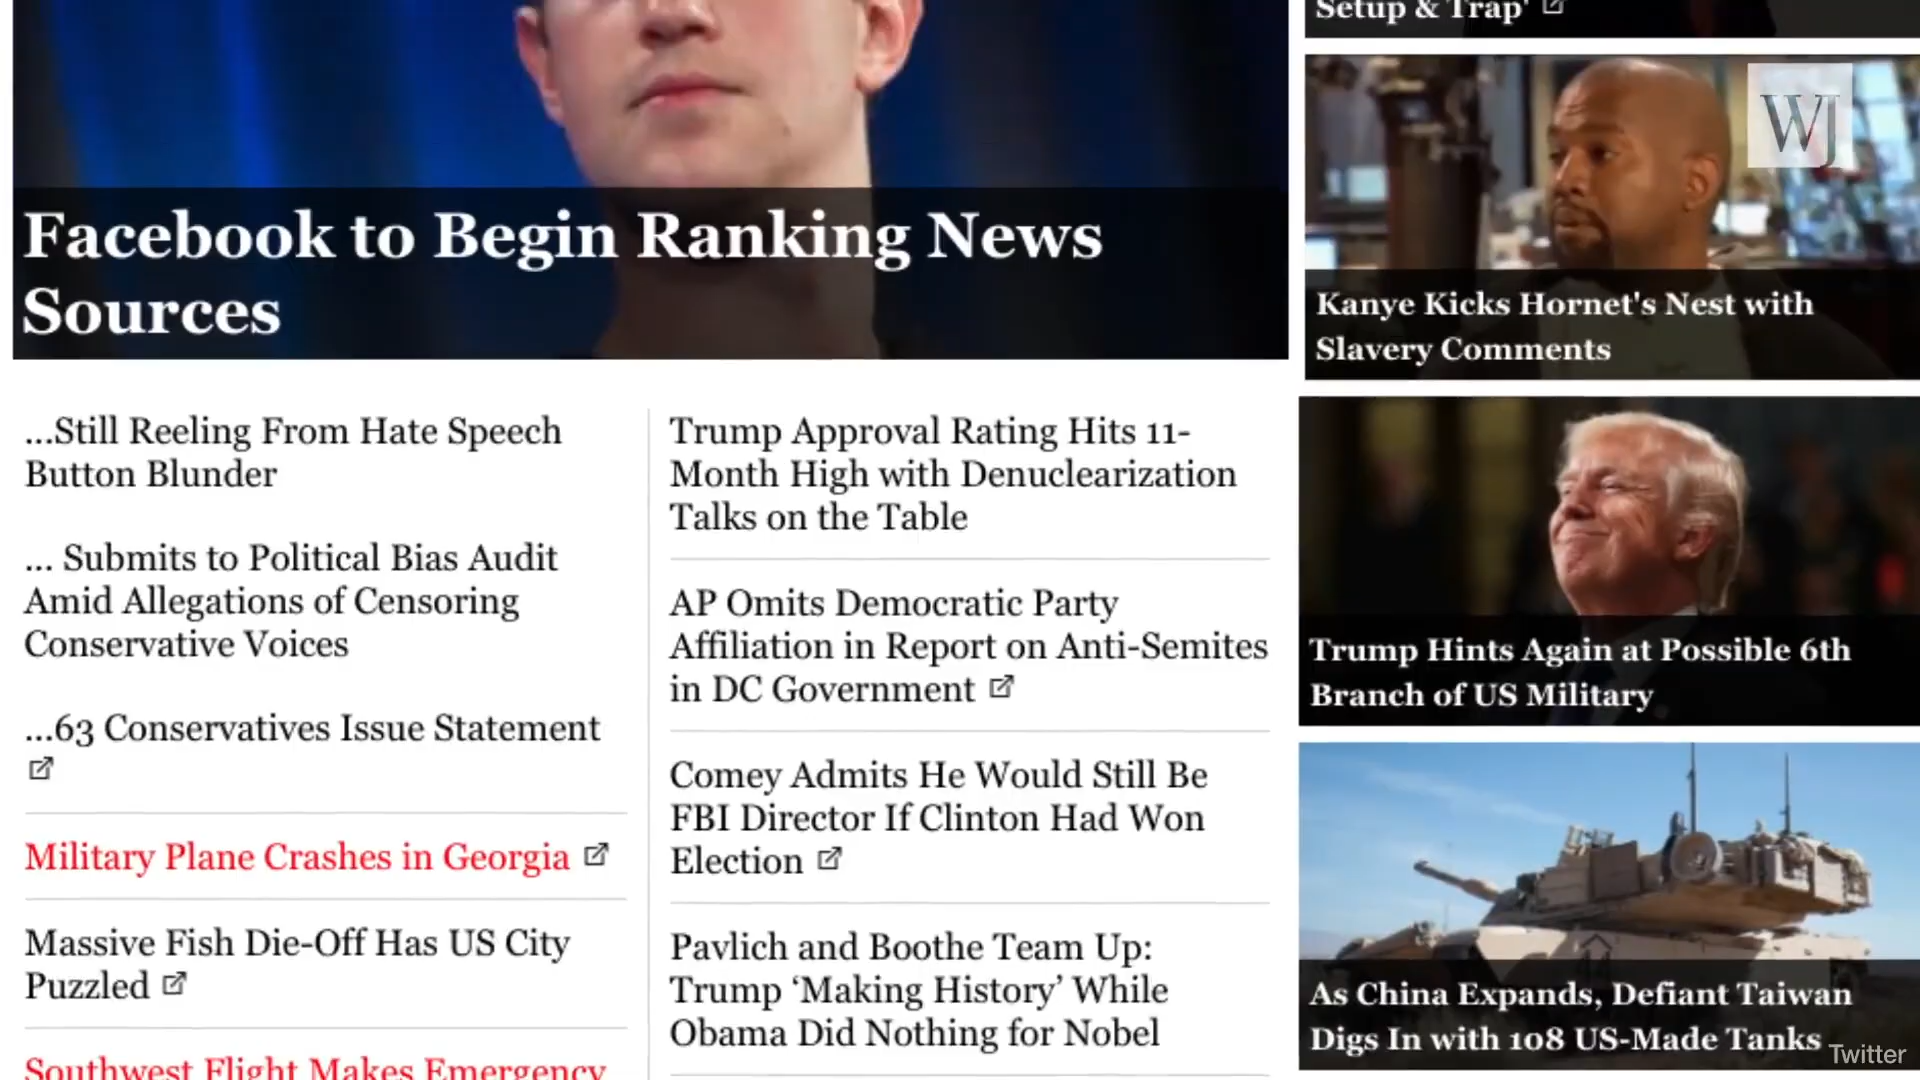 Facebook to Begin Ranking News
Sources
...Still Reeling From Hate Speech
Button Blunder
... Submits to Political Bias Audit
Amid Allegations of Censoring
Conservative Voices
...63 Conservatives Issue Statement
Military Plane Crashes in Georgia
Massive Fish Die-Off Has US City
Puzzled
Southwest Flight Makes Emergency
Trump Approval Rating Hits 11-
Month High with Denuclearization
Talks on the Table
AP Omits Democratic Party
Affiliation in Report on Anti-Semites
in DC Government
Comey Admits He Would Still Be
FBI Director If Clinton Had Won
Election
Pavlich and Boothe Team Up:
Trump ‘Making History’ While
Obama Did Nothing for Nobel
Setup & Trap'
WJ
Kanye Kicks Hornet's Nest with
Slavery Comments
Trump Hints Again at Possible 6th
Branch of US Military
As China Expands, Defiant Taiwan
Digs In with 108 US-Made Tanks
Twitter